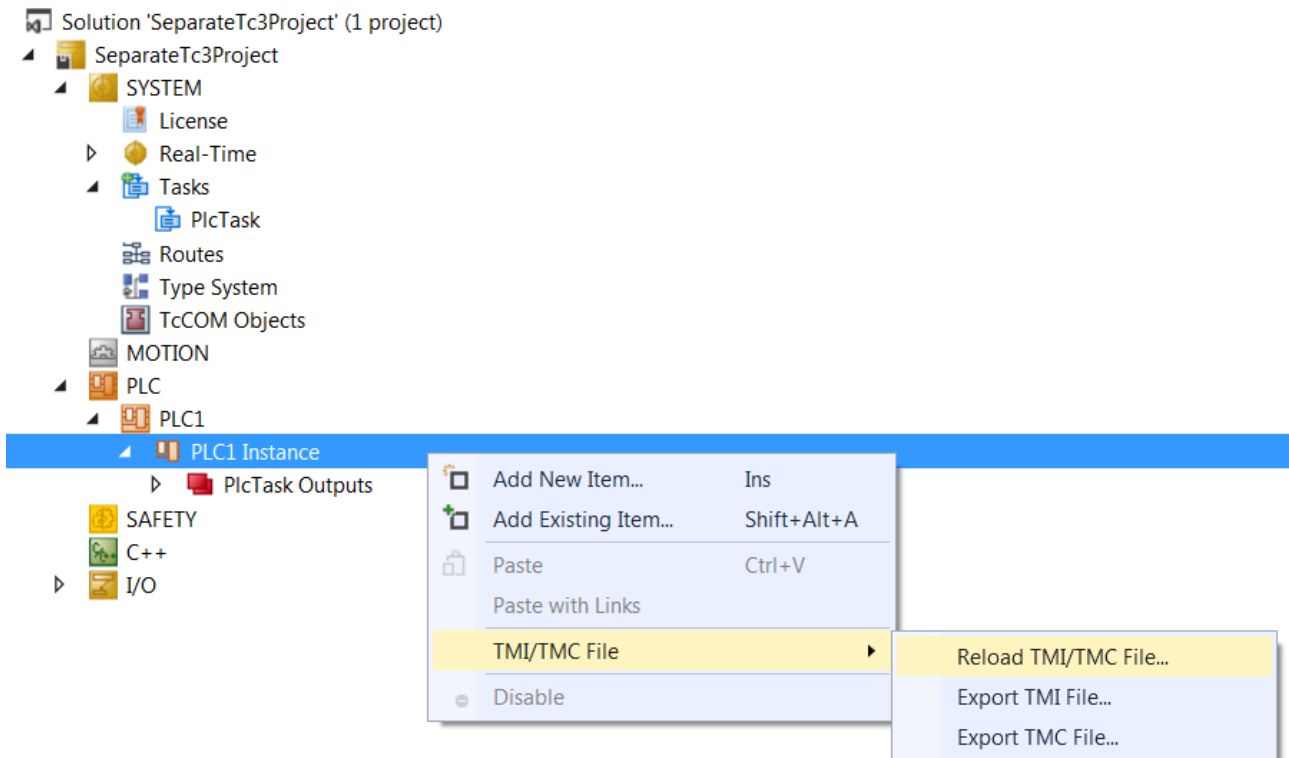 Solution 'SeparateTc3Project' (1 project)
SeparateTc3Project
SYSTEM
License
Real-Time
Tasks
PlcTask
Routes
Type System
TcCOM Objects
MOTION
PLC
PLC1
PLC1 Instance
PlcTask Outputs
SAFETY
C++
I/O
Add New Item... Ins
Add Existing Item... Shift+Alt+A
Paste Ctrl+V
Paste with Links
TMI/TMC File
Disable
Reload TMI/TMC File...
Export TMI File...
Export TMC File...